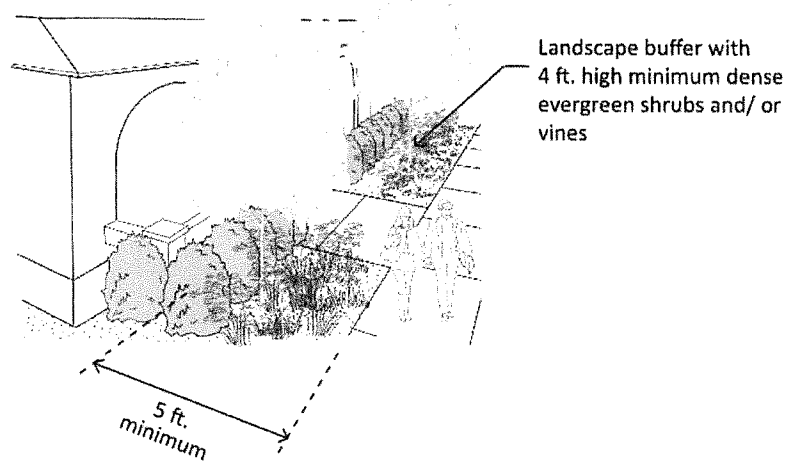 Landscape buffer with
4 ft. high minimum dense
evergreen shrubs and/ or
vines
5 ft.
minimum